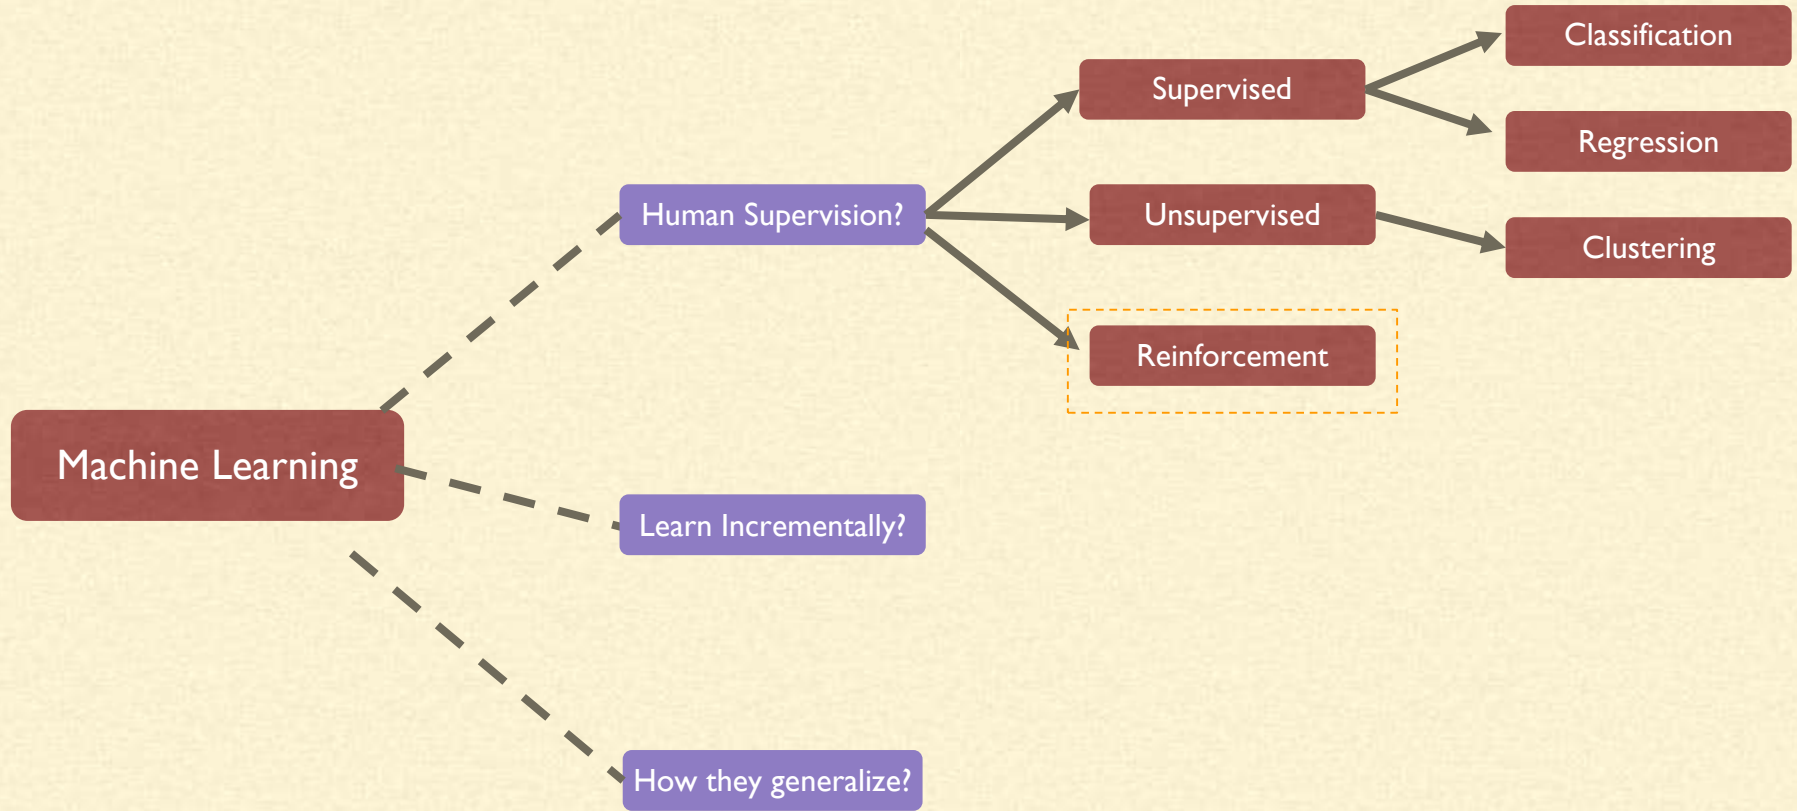 Classification
Supervised
Regression
Human Supervision?
Unsupervised
Clustering
Reinforcement
Machine Learning
Learn Incrementally?
How they generalize?